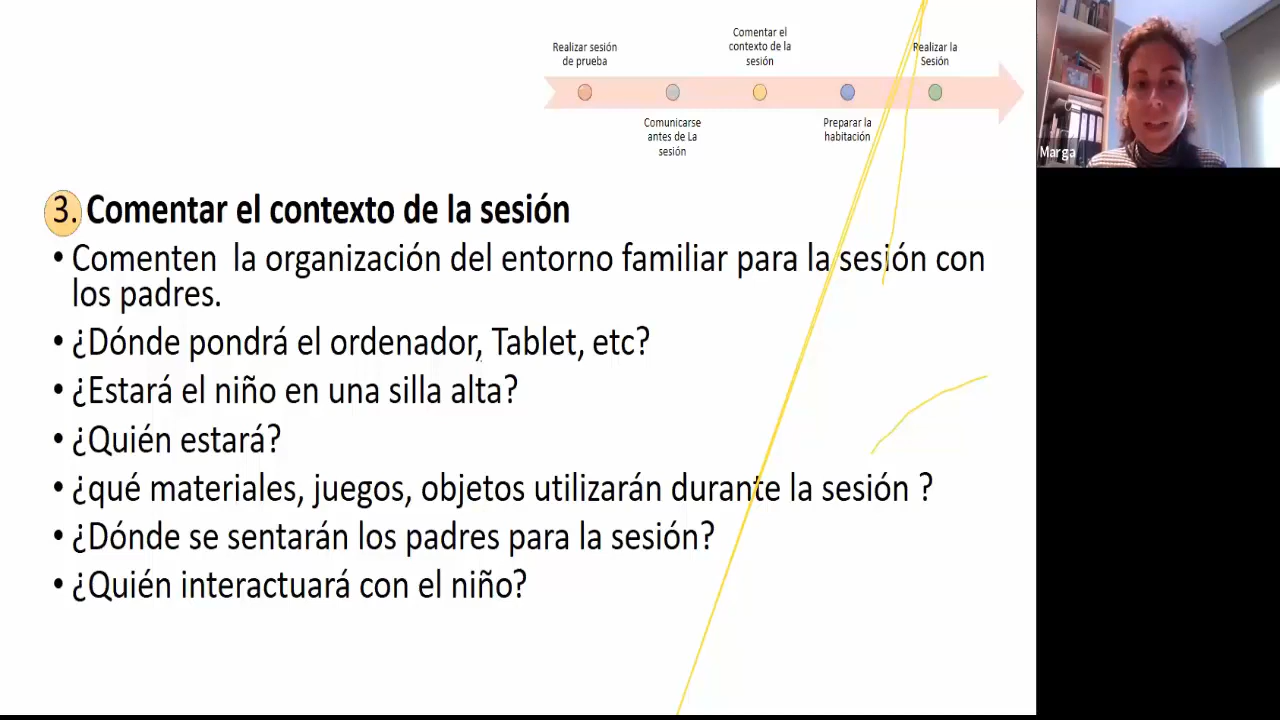 Realizar sesión
de prueba
Comunicarse
antes de La
sesión
Comentar el
contexto de la
sesión
Preparar la
habitación
Realizar la
Sesión
Marga
3. Comentar el contexto de la sesión
• Comenten la organización del entorno familiar para la sesión con
los padres.
• ¿Dónde pondrá el ordenador, Tablet, etc?
• ¿Estará el niño en una silla alta?
• ¿Quién estará?
• ¿qué materiales, juegos, objetos utilizarán durante la sesión ?
• ¿Dónde se sentarán los padres para la sesión?
• ¿Quién interactuará con el niño?